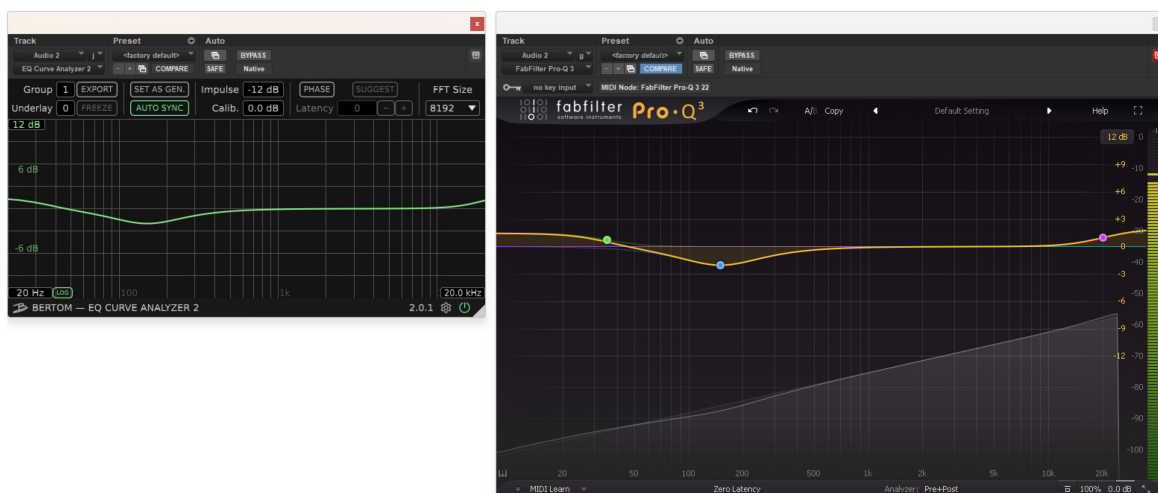 x
Track Preset Auto
Audio 2 j <factory default> BYPASS
EQ Curve Analyzer 2 - + COMPARE SAFE Native
Group 1 EXPORT SET AS GEN. Impulse -12 dB PHASE SUGGEST FFT Size
Underlay 0 FREEZE AUTO SYNC Calib. 0.0 dB Latency 0 - + 8192
12 dB
6 dB
-6 dB
20 Hz LOG 100 1k 20.0 kHz
BERTOM — EQ CURVE ANALYZER 2 2.0.1
Track Preset Auto
Audio 2 g <factory default> BYPASS
FabFilter Pro-Q 3 - + COMPARE SAFE Native
no key input MIDI Node: FabFilter Pro-Q 3 22
fabfilter Pro·Q3 A/B Copy Default Setting Help
software instruments
12 dB 0
+9 -10
+6 -20
+3 -30
0 -40
-3 -50
-6 -60
-9
-12 -70
-80
-90
-100
20 50 100 200 500 1k 2k 5k 10k 20k
MIDI Learn Zero Latency Analyzer: Pre+Post 100% 0.0 dB